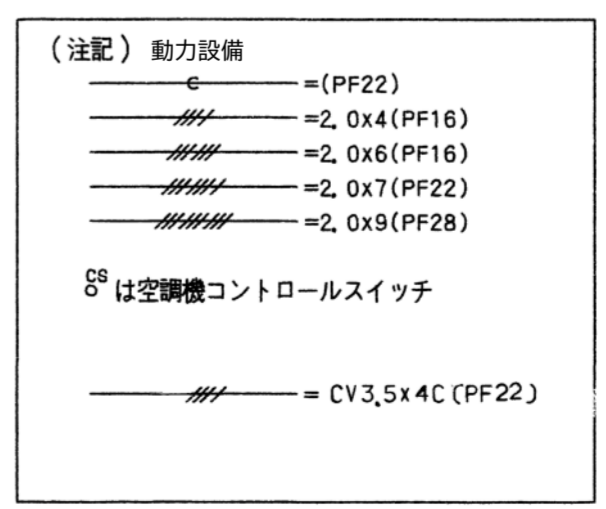 (注記) 動力設備
C =(PF22)
=2.0x4(PF16)
=2.0x6(PF16)
=2.0x7(PF22)
=2.0x9(PF28)
CS
○は空調機コントロールスイッチ
= CV3.5x4C(PF22)